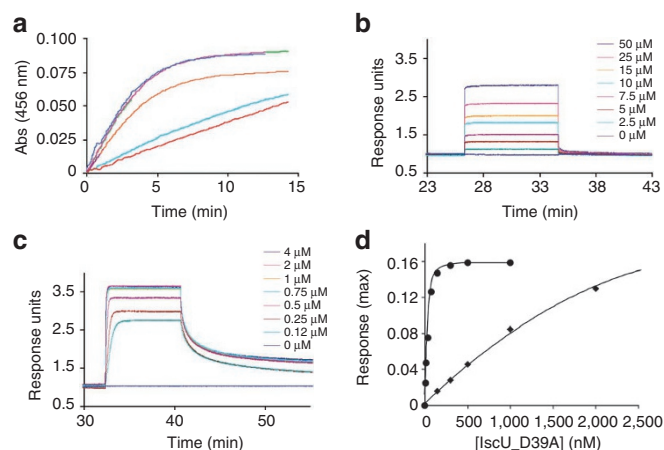 a
Abs (456 nm)
0.100
0.075
0.050
0.025
0
0
5
10
15
Time (min)
b
Response units
3.5
2.5
1.5
0.5
23
28
33
38
43
Time (min)
50 µM
25 µM
15 µM
10 µM
7.5 µM
5 µM
2.5 µM
0 µM
c
Response units
3.5
2.5
1.5
0.5
30
40
50
Time (min)
4 µM
2 µM
1 µM
0.75 µM
0.5 µM
0.25 µM
0.12 µM
0 µM
d
Response (max)
0.16
0.12
0.08
0.04
0
0
500
1,000
1,500
2,000
2,500
[IscU_D39A] (nM)